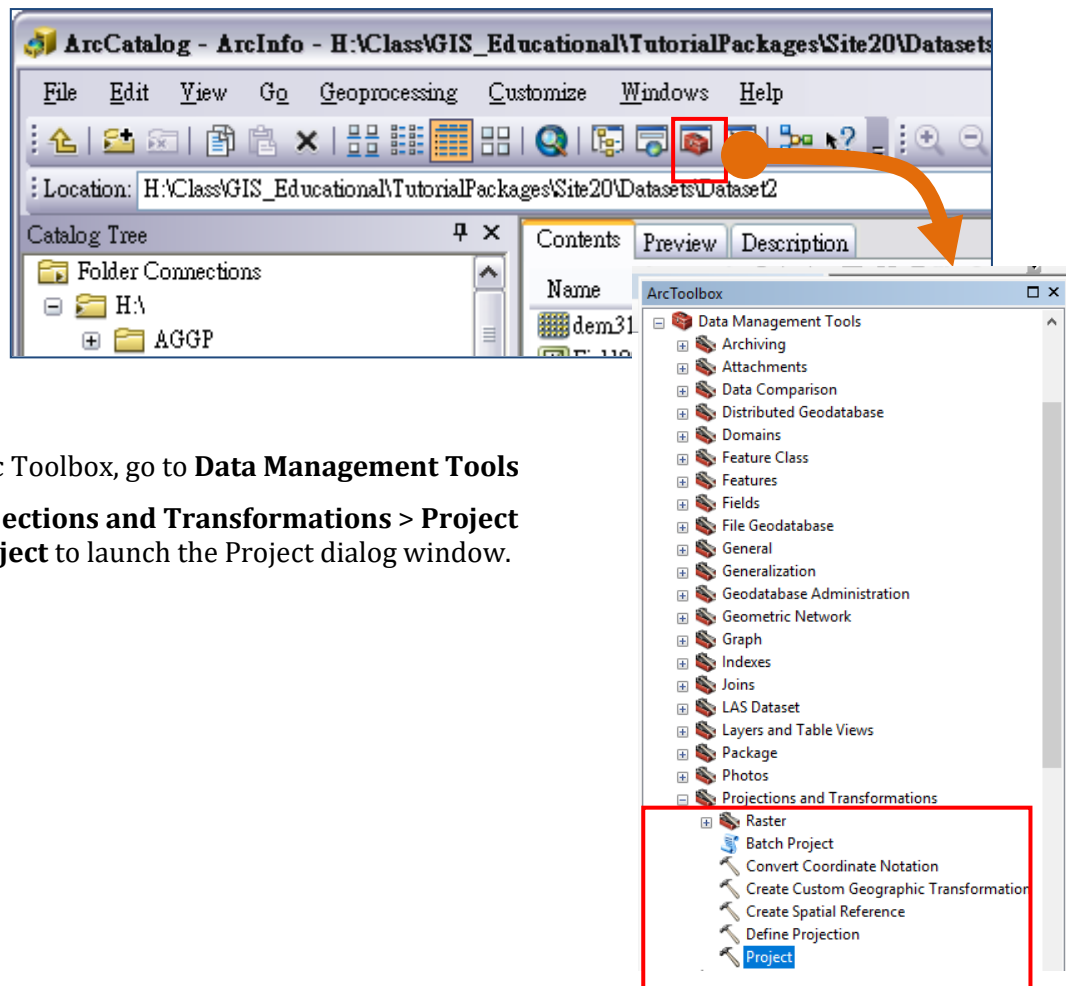 ArcCatalog - ArcInfo - H:\Class\GIS_Educational\TutorialPackages\Site20\Datasets
File Edit View Go Geoprocessing Customize Windows Help
Location: H:\Class\GIS_Educational\TutorialPackages\Site20\Datasets\Dataset2
Catalog Tree
Contents Preview Description
Folder Connections
H:\
AGGP
Name
dem31
ArcToolbox
Data Management Tools
Archiving
Attachments
Data Comparison
Distributed Geodatabase
Domains
Feature Class
Features
Fields
File Geodatabase
General
Generalization
Geodatabase Administration
Geometric Network
Graph
Indexes
Joins
LAS Dataset
Layers and Table Views
Package
Photos
Projections and Transformations
Raster
Batch Project
Convert Coordinate Notation
Create Custom Geographic Transformation
Create Spatial Reference
Define Projection
Project
c Toolbox, go to Data Management Tools
ections and Transformations > Project
ject to launch the Project dialog window.